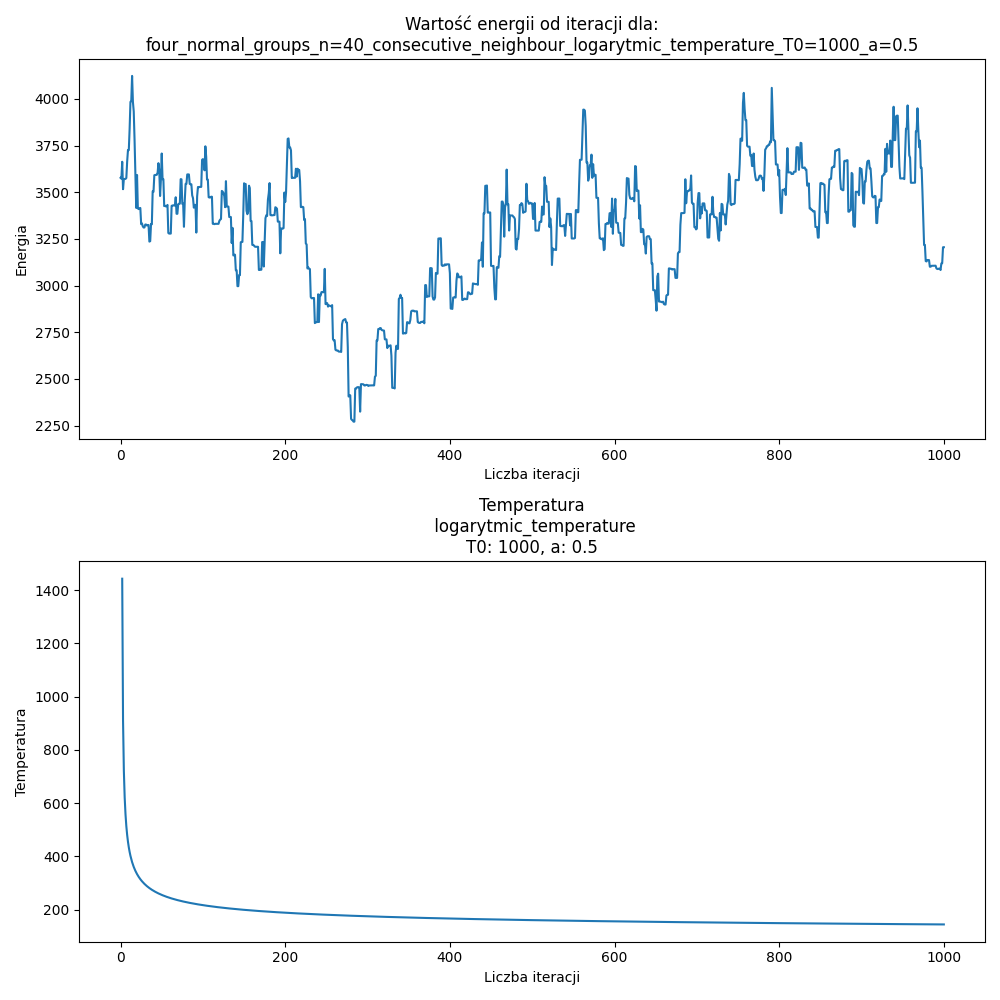 Wartość energii od iteracji dla:
four_normal_groups_n=40_consecutive_neighbour_logarytmic_temperature_T0=1000_a=0.5
4000
3750
3500
3250
3000
2750
2500
2250
Energia
0 200 400 600 800 1000
Liczba iteracji
Temperatura
logarytmic_temperature
T0: 1000, a: 0.5
1400
1200
1000
800
600
400
200
Temperatura
0 200 400 600 800 1000
Liczba iteracji